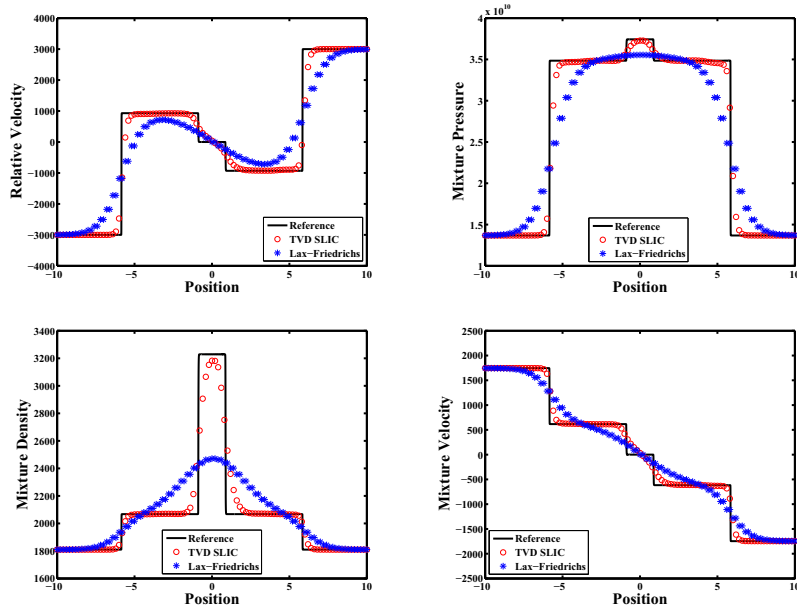 4000
3000
2000
1000
0
−1000
−2000
−3000
−4000
−10
−5
0
5
10
Relative Velocity
Position
Reference
TVD SLIC
Lax−Friedrichs
x 10^10
4
3.5
3
2.5
2
1.5
1
−10
−5
0
5
10
Mixture Pressure
Position
Reference
TVD SLIC
Lax−Friedrichs
3400
3200
3000
2800
2600
2400
2200
2000
1800
1600
−10
−5
0
5
10
Mixture Density
Position
Reference
TVD SLIC
Lax−Friedrichs
2500
2000
1500
1000
500
0
−500
−1000
−1500
−2000
−2500
−10
−5
0
5
10
Mixture Velocity
Position
Reference
TVD SLIC
Lax−Friedrichs